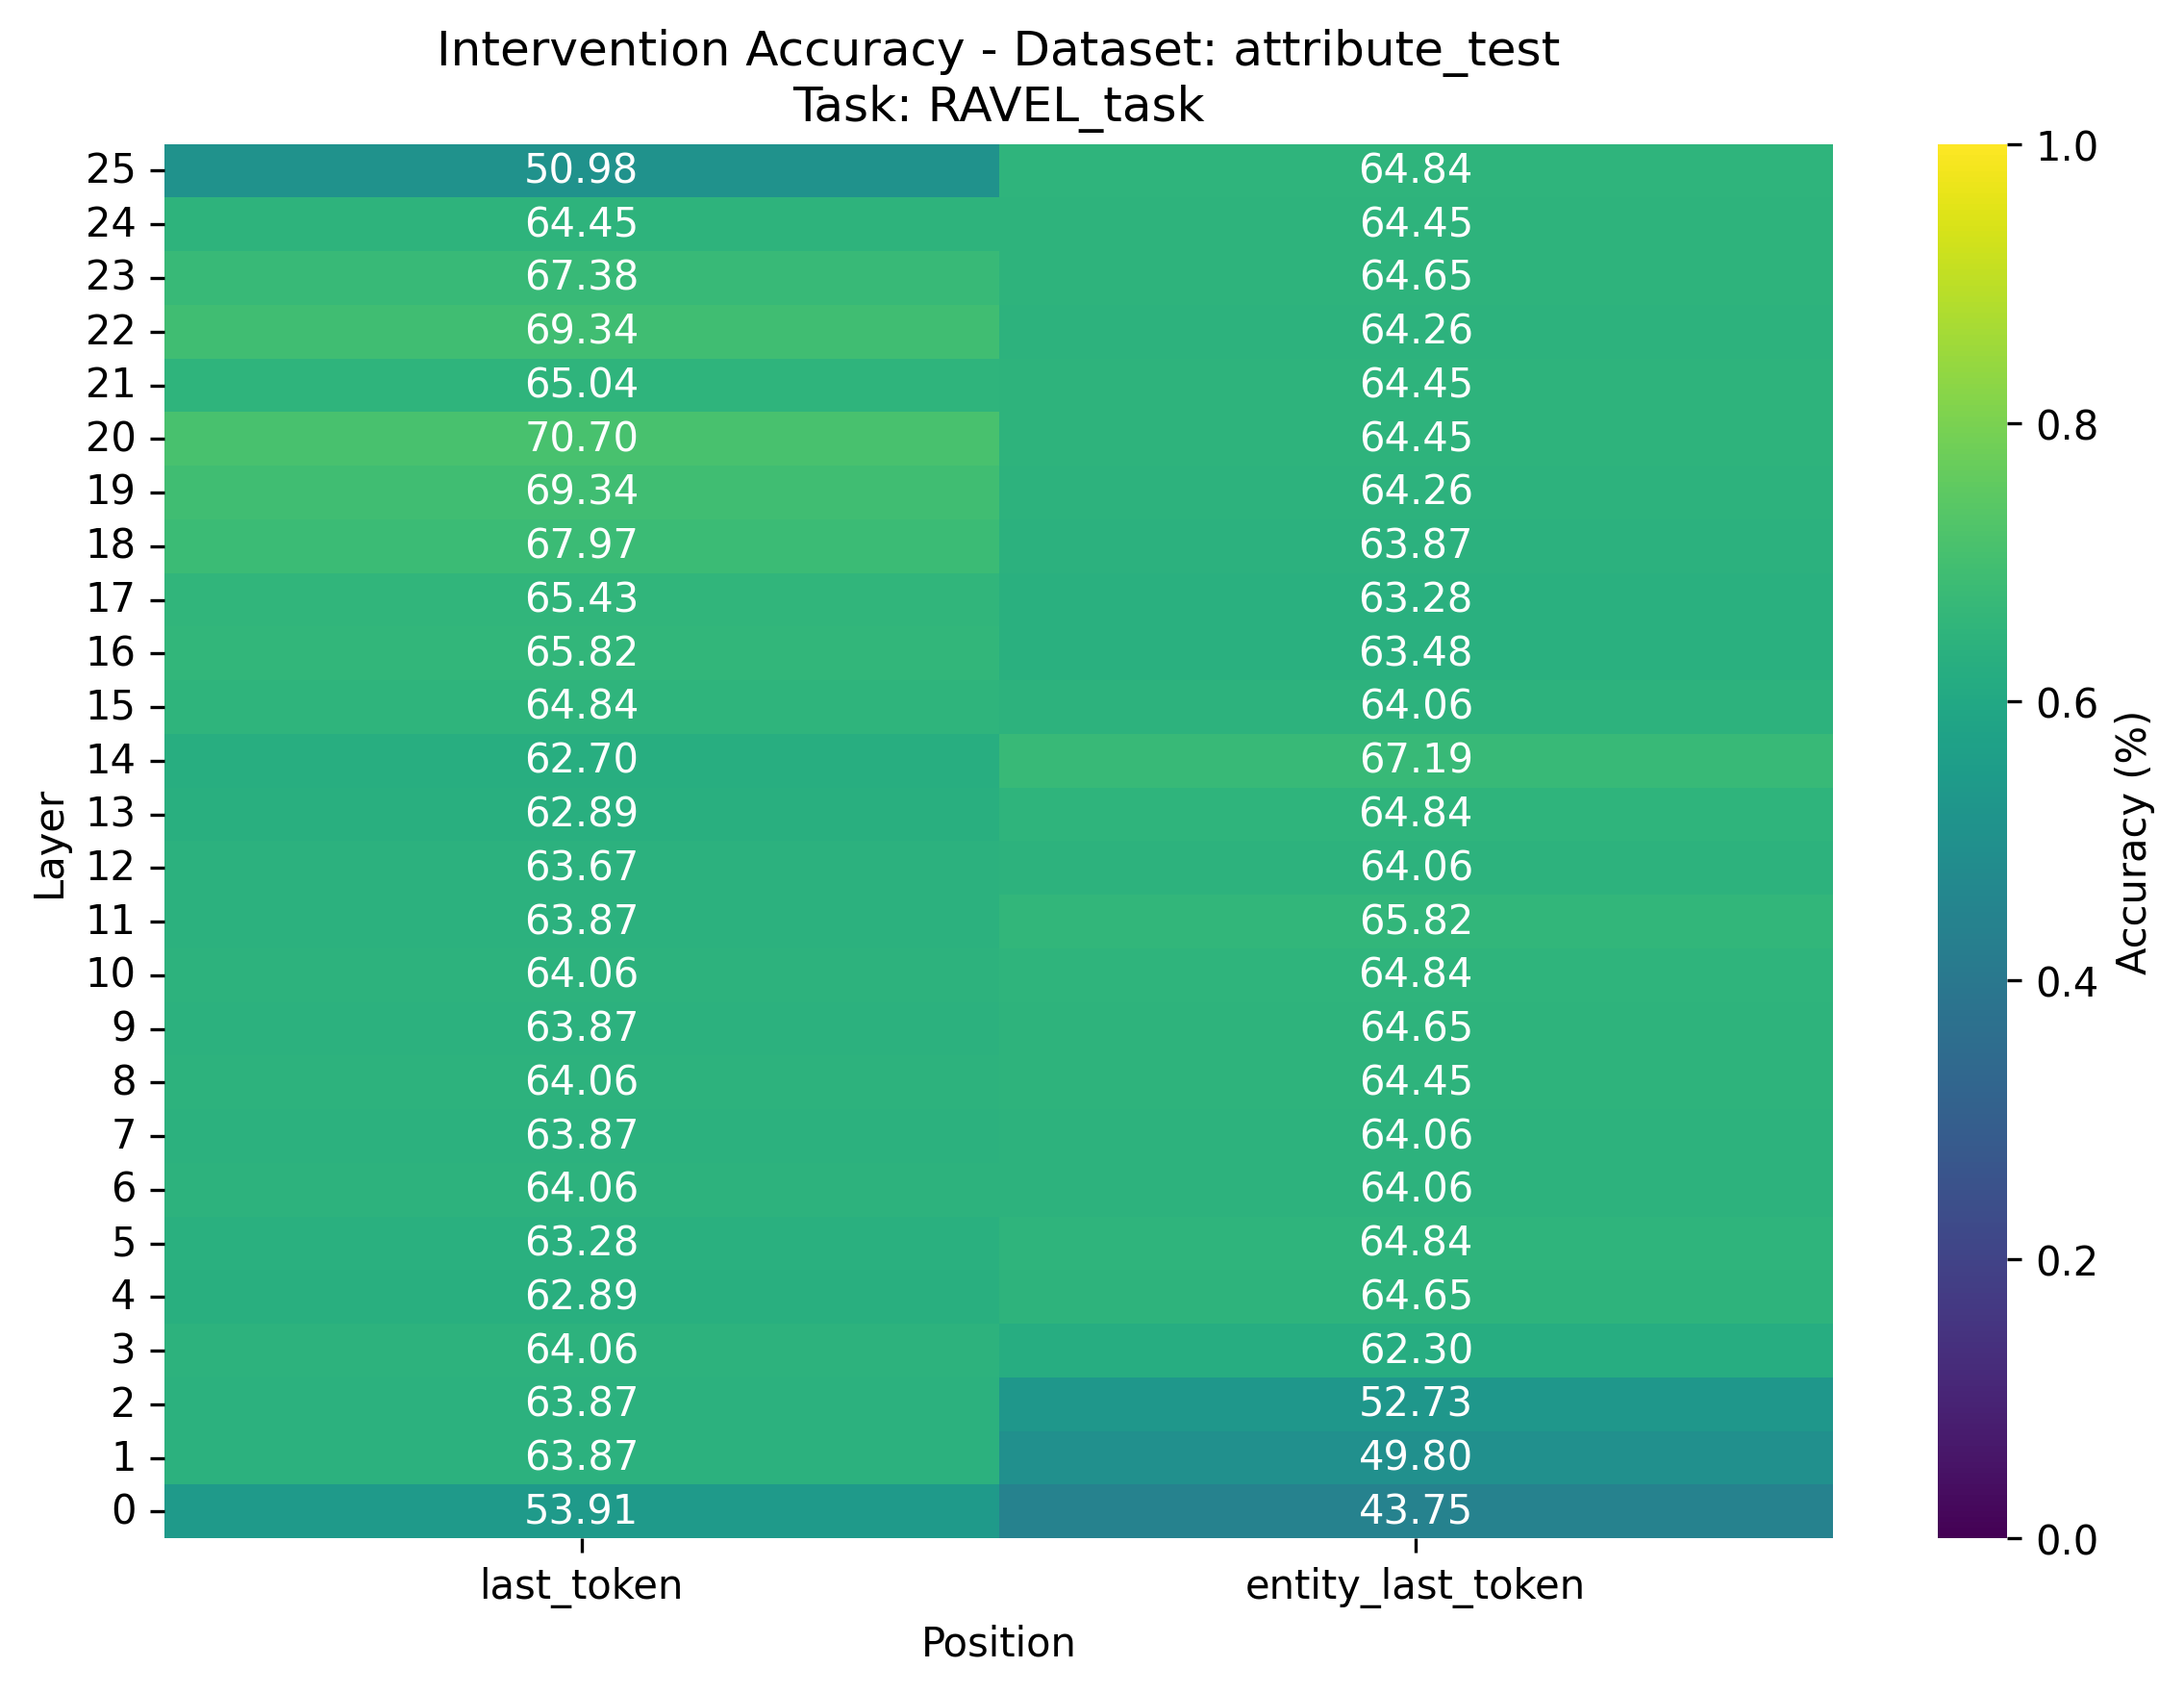 Intervention Accuracy - Dataset: attribute_test
Task: RAVEL_task
25 50.98 64.84
24 64.45 64.45
23 67.38 64.65
22 69.34 64.26
21 65.04 64.45
20 70.70 64.45
19 69.34 64.26
18 67.97 63.87
17 65.43 63.28
16 65.82 63.48
15 64.84 64.06
14 62.70 67.19
13 62.89 64.84
12 63.67 64.06
11 63.87 65.82
10 64.06 64.84
9 63.87 64.65
8 64.06 64.45
7 63.87 64.06
6 64.06 64.06
5 63.28 64.84
4 62.89 64.65
3 64.06 62.30
2 63.87 52.73
1 63.87 49.80
0 53.91 43.75
Layer
last_token entity_last_token
Position
1.0
0.8
0.6
0.4
0.2
0.0
Accuracy (%)